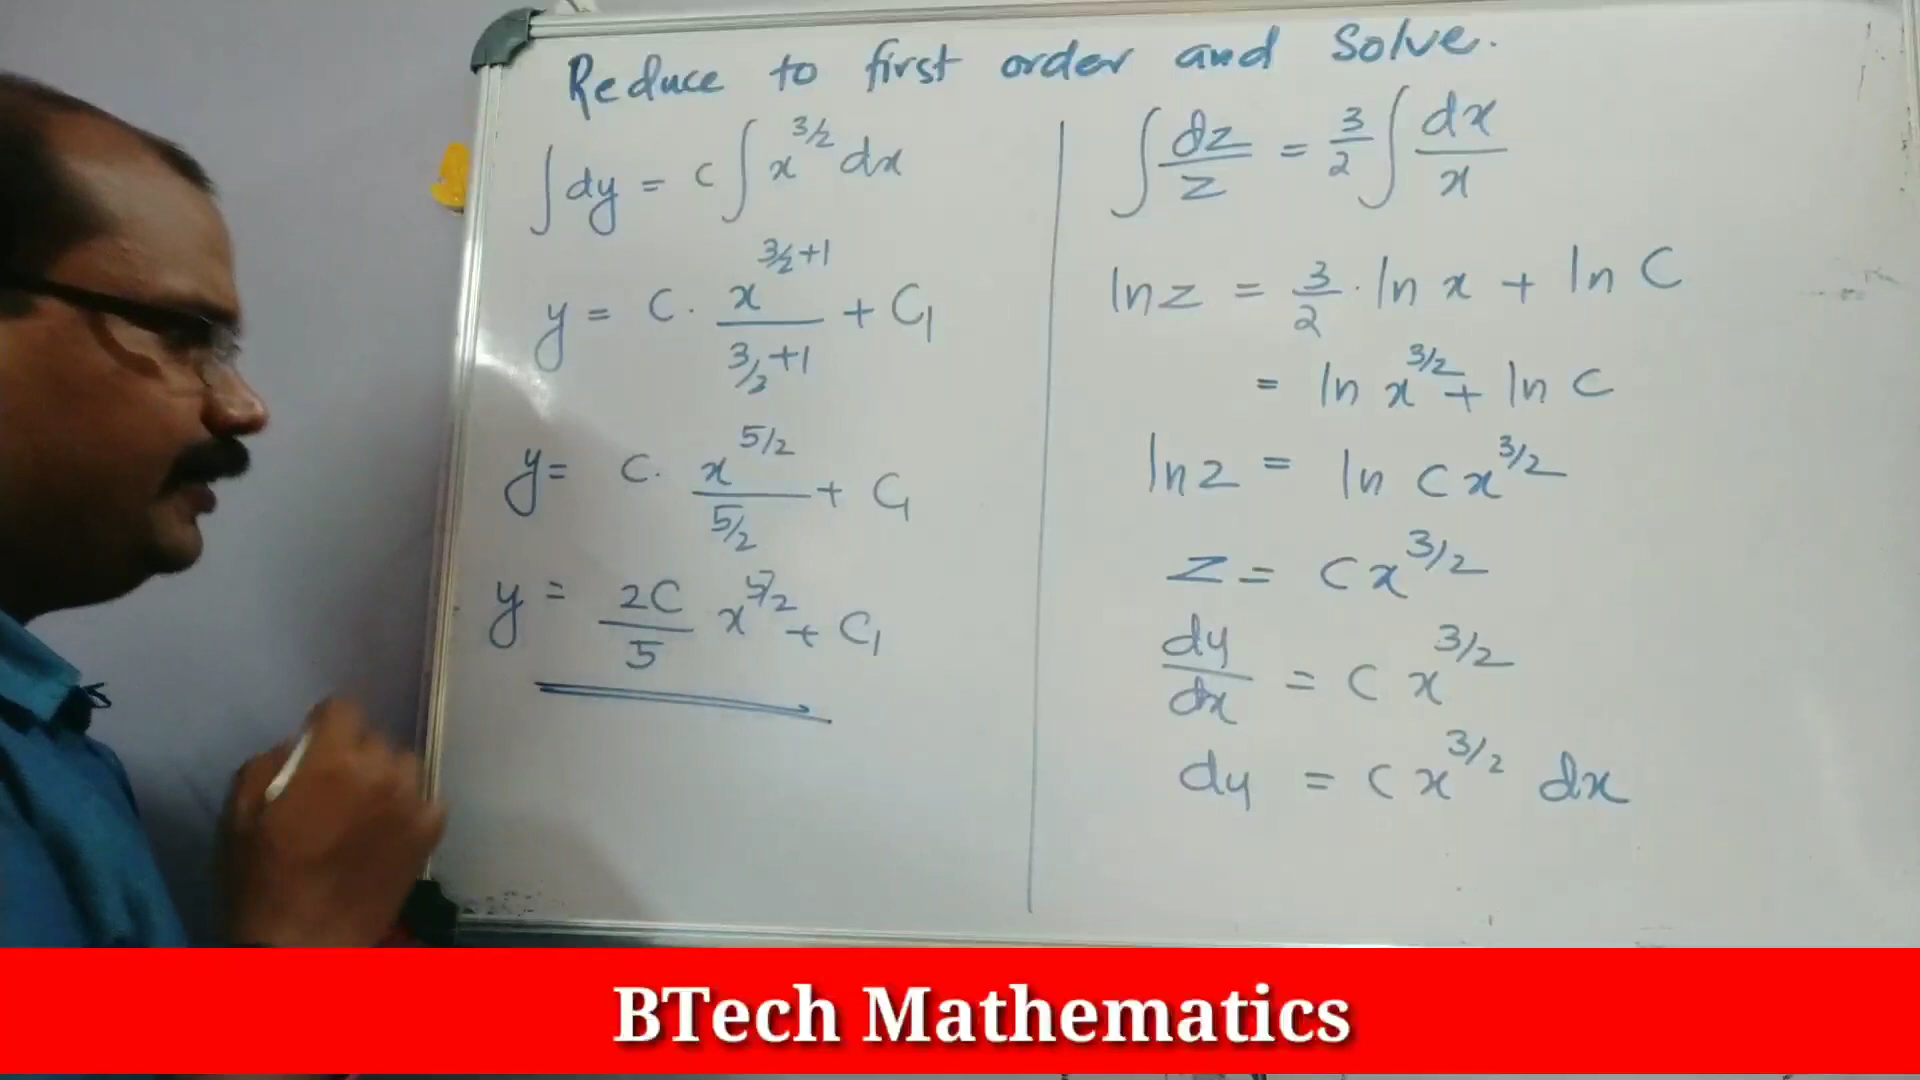 Reduce to first order and Solve.
∫dy = c ∫x^{3/2} dx
y = C. x^{3/2+1}/(3/2+1) + C₁
y = C. x^{5/2}/(5/2) + C₁
y = 2C/5 x^{5/2} + C₁
∫dz/z = 3/2 ∫dx/x
ln z = 3/2 . ln x + ln C
= ln x^{3/2} + ln C
ln z = ln C x^{3/2}
z = C x^{3/2}
dy/dx = C x^{3/2}
dy = C x^{3/2} dx
BTech Mathematics